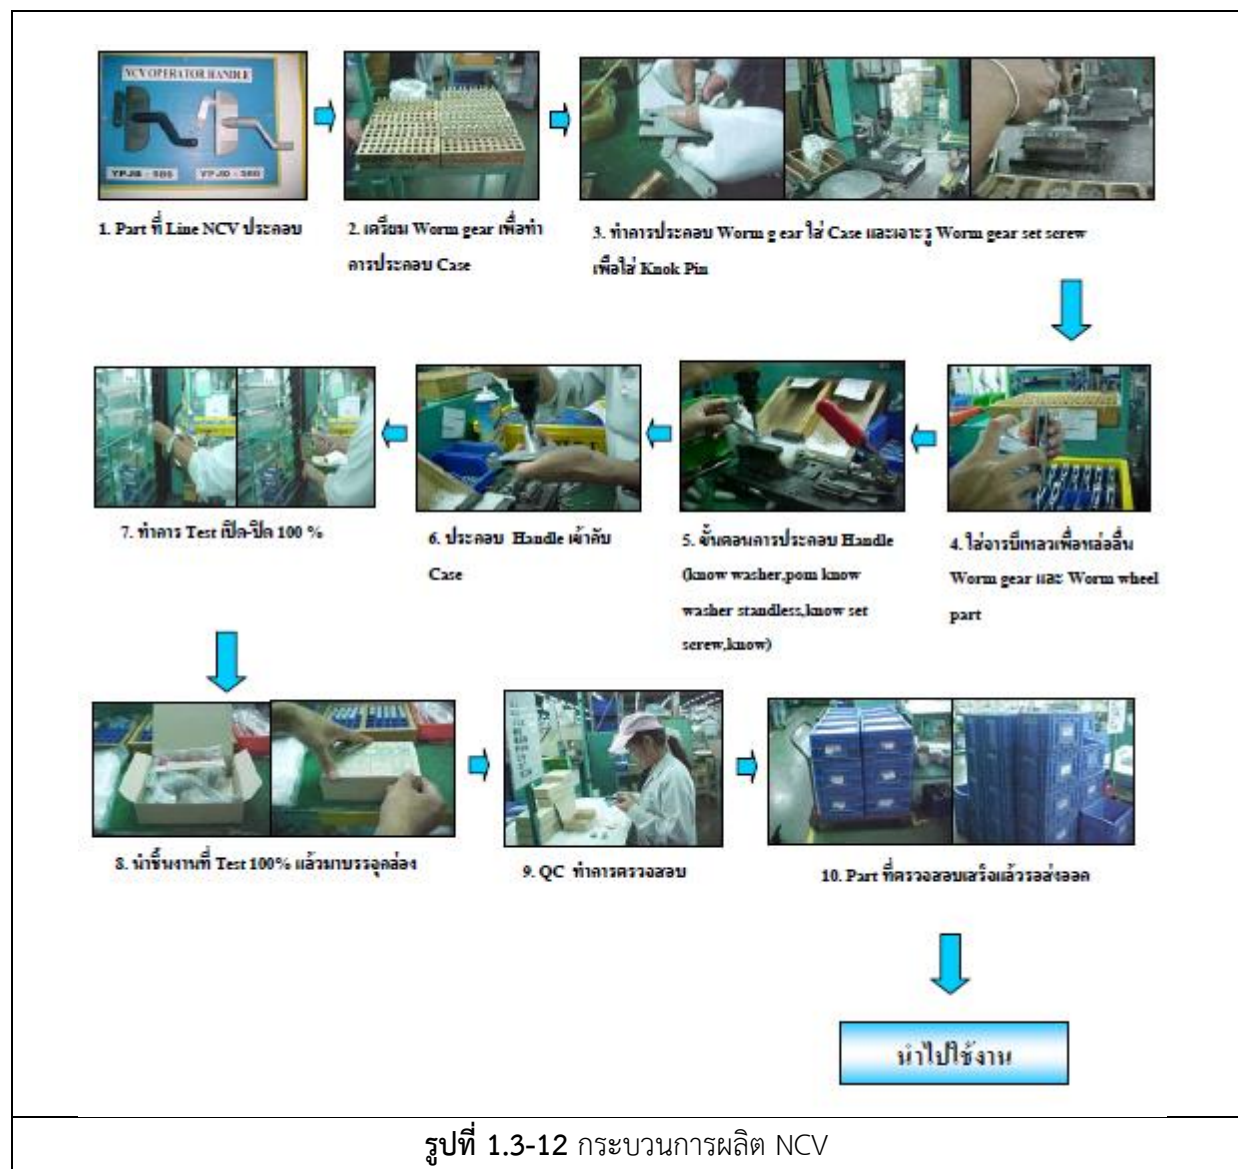 NCV OPERATOR HANDLE
1. Part ที่ Line NCV ประกอบ
2. เตรียม Worm gear เพื่อทำ
การประกอบ Case
3. ทำการประกอบ Worm g ear ใส่ Case และเจาะรู Worm gear set screw
เพื่อใส่ Knok Pin
4. ใส่จารบีเหลวเพื่อหล่อลื่น
Worm gear และ Worm wheel
part
5. ขั้นตอนการประกอบ Handle
(know washer,pom know
washer standless,know set
screw,know)
6. ประกอบ Handle เข้ากับ
Case
7. ทำการ Test เปิด-ปิด 100 %
8. นำชิ้นงานที่ Test 100% แล้วมาบรรจุกล่อง
9. QC ทำการตรวจสอบ
10. Part ที่ตรวจสอบเสร็จแล้วรอส่งออก
นำไปใช้งาน
รูปที่ 1.3-12 กระบวนการผลิต NCV